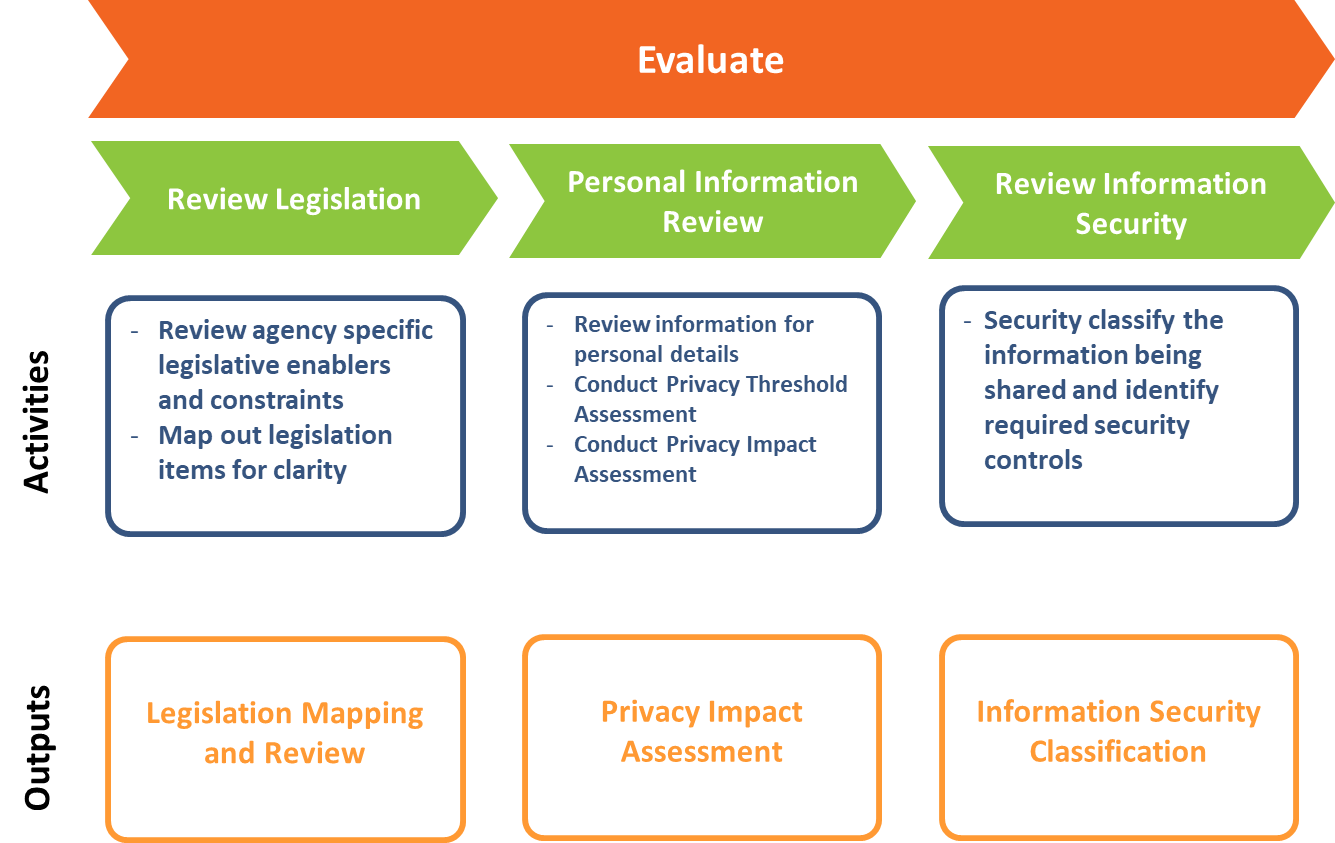 Evaluate
Review Legislation
Personal Information
Review
Review Information
Security
Activities
- Review agency specific
legislative enablers
and constraints
- Map out legislation
items for clarity
- Review information for
personal details
- Conduct Privacy Threshold
Assessment
- Conduct Privacy Impact
Assessment
- Security classify the
information being
shared and identify
required security
controls
Outputs
Legislation Mapping
and Review
Privacy Impact
Assessment
Information Security
Classification